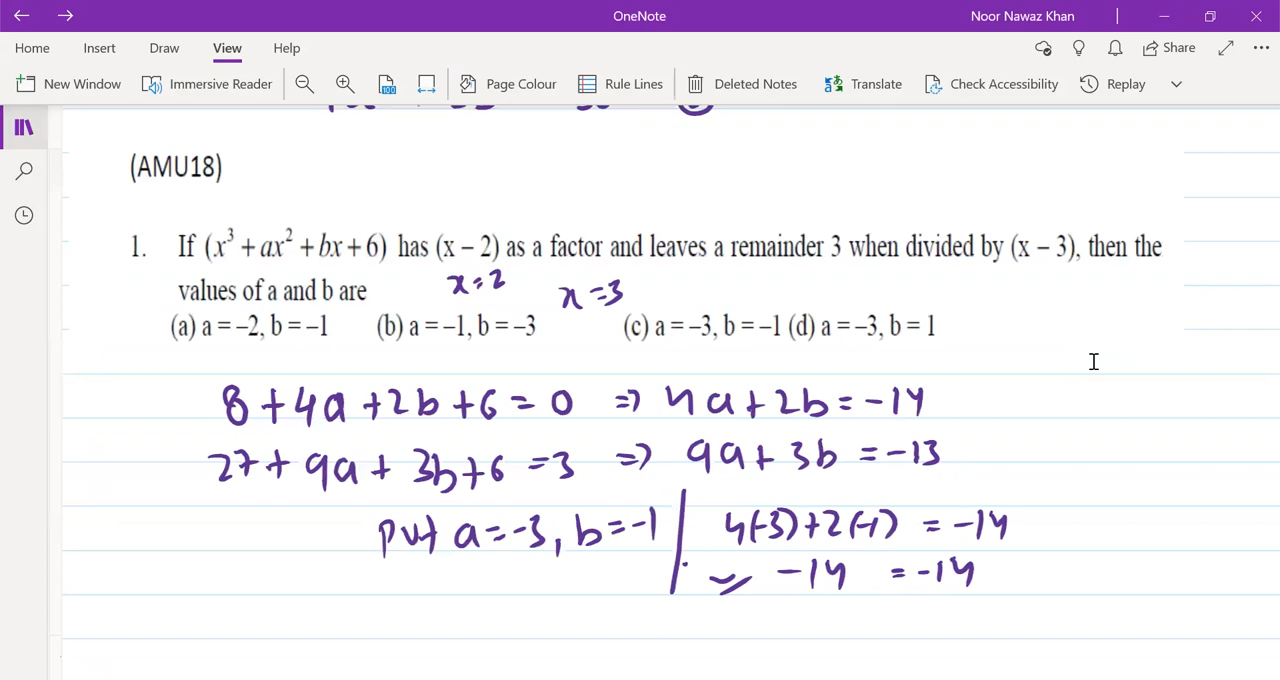 OneNote
Noor Nawaz Khan
Home Insert Draw View Help Share
New Window Immersive Reader 100 Page Colour Rule Lines Deleted Notes Translate Check Accessibility Replay
(AMU18)
1. If (x³ + ax² + bx + 6) has (x – 2) as a factor and leaves a remainder 3 when divided by (x – 3), then the
values of a and b are
x=2 x=3
(a) a = –2, b = –1 (b) a = –1, b = –3 (c) a = –3, b = –1 (d) a = –3, b = 1
8 + 4a + 2b + 6 = 0 ⇒ 4a + 2b = -14
27 + 9a + 3b + 6 = 3 ⇒ 9a + 3b = -13
put a = -3, b = -1 | 4(-3) + 2(-1) = -14
-14 = -14